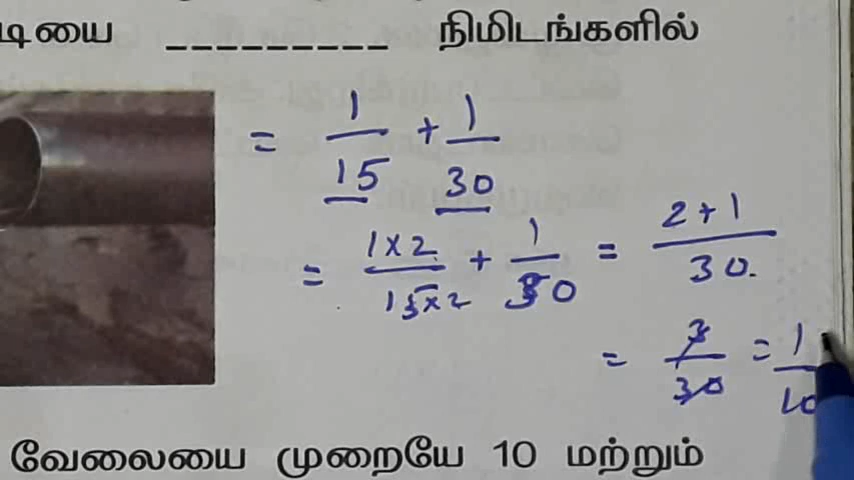 டியை _________ நிமிடங்களில்
= 1/15 + 1/30
= 1×2/15×2 + 1/30 = 2+1/30
= 3/30 = 1/10
வேலையை முறையே 10 மற்றும்